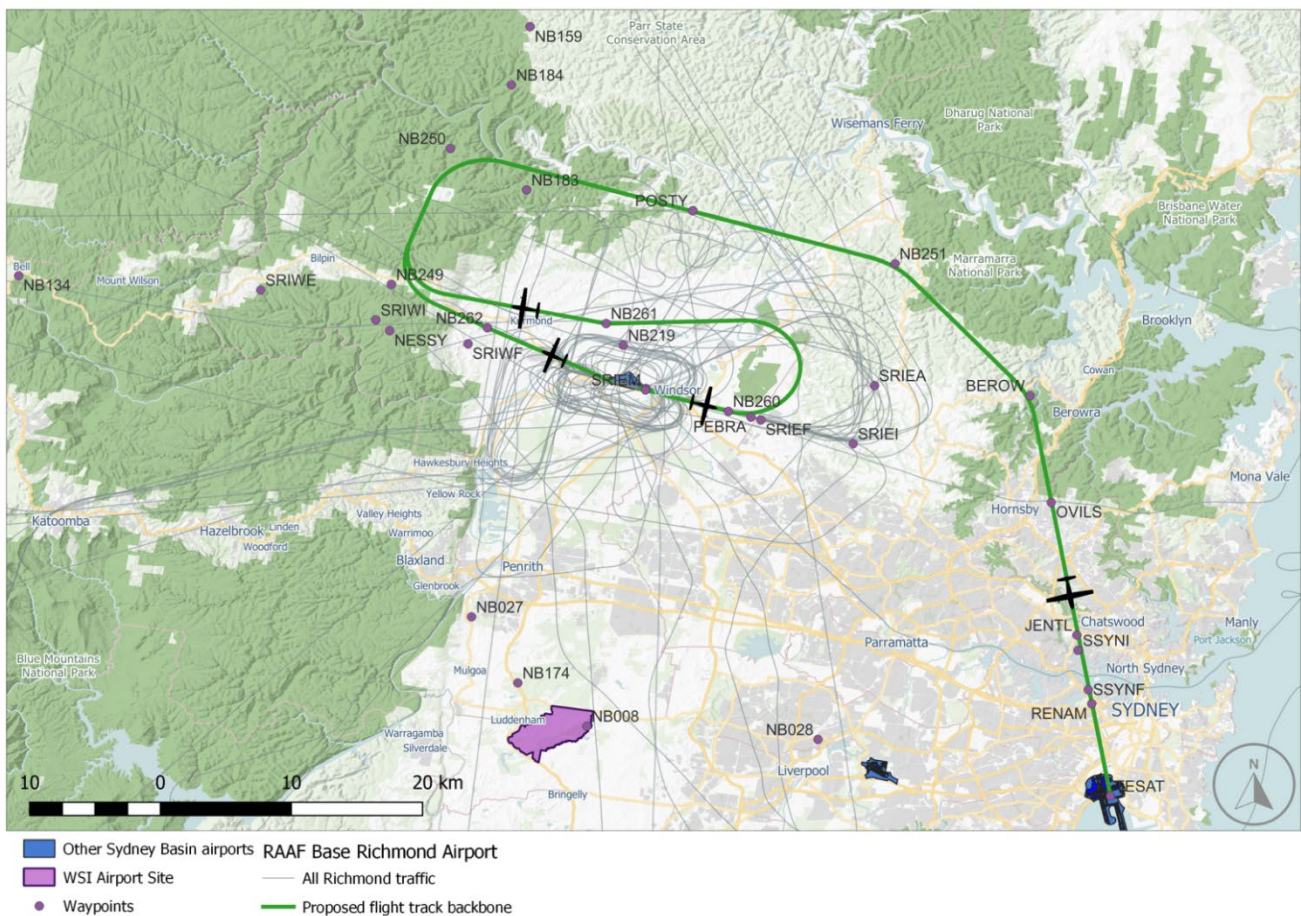 NB159
Parr State
Conservation Area
NB184
Dharug National
Park
Wisemans Ferry
NB250
NB183
POSTY
Brisbane Water
National Park
NB251
Marramarra
National Park
Bell
NB134
Mount Wilson
Bilpin
SRIWE
NB249
SRIWI
NESSY
NB262
SRIWF
Kurmond
NB261
NB219
SRIEM
Windsor
SRIEA
NB260
PEBRA
SRIEF
SRIEI
Brooklyn
Cowan
BEROW
Berowra
Mona Vale
Hornsby
OVILS
Hawkesbury Heights
Yellow Rock
Katoomba
Hazelbrook
Linden
Woodford
Valley Heights
Warrimoo
Blaxland
Glenbrook
Penrith
NB027
Mulgoa
JENTL
Chatswood
SSYNI
Manly
Port Jackson
Parramatta
North Sydney
Blue Mountains
National Park
NB174
SSYNF
RENAM
SYDNEY
Luddenham
NB008
Warragamba
Silverdale
NB028
Liverpool
Bringelly
TESAT
N
10 0 10 20 km
Other Sydney Basin airports
WSI Airport Site
Waypoints
RAAF Base Richmond Airport
All Richmond traffic
Proposed flight track backbone